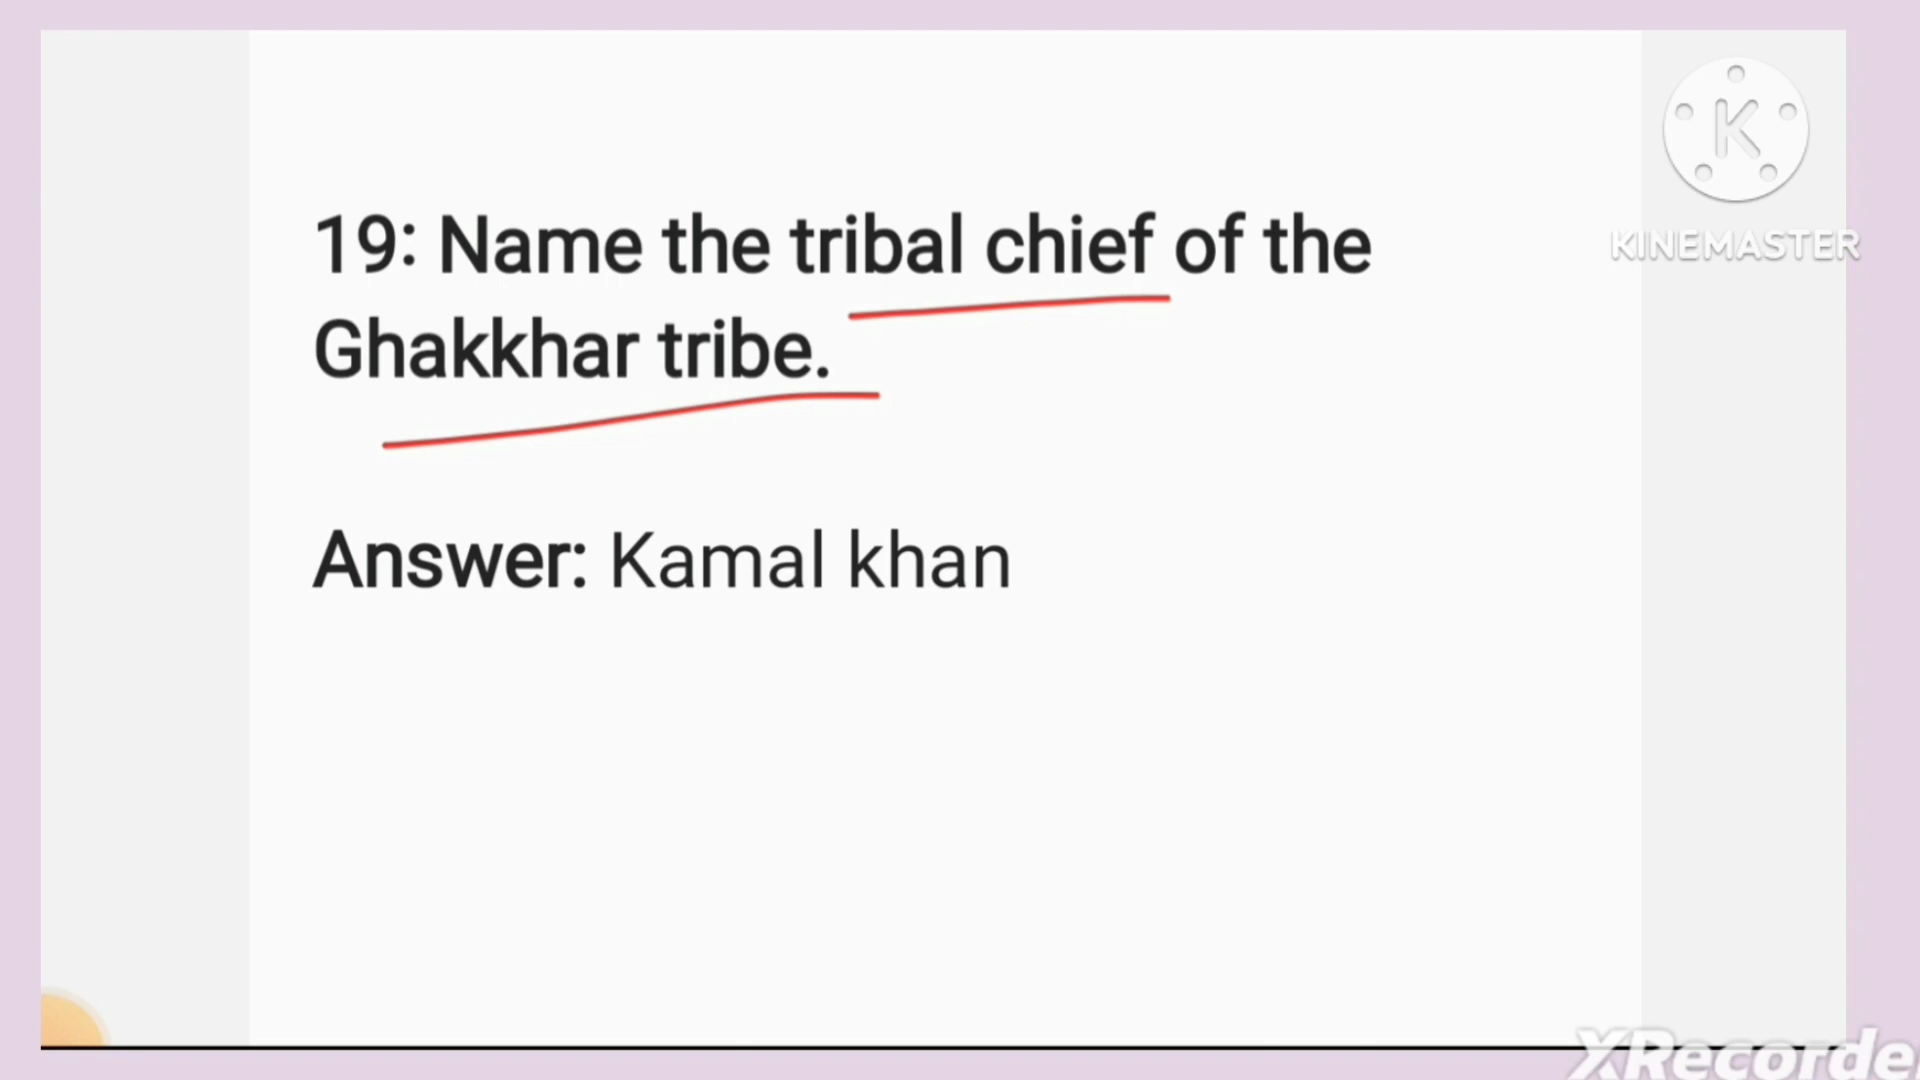 K
KINEMASTER
19: Name the tribal chief of the
Ghakkhar tribe.
Answer: Kamal khan
XRecorde